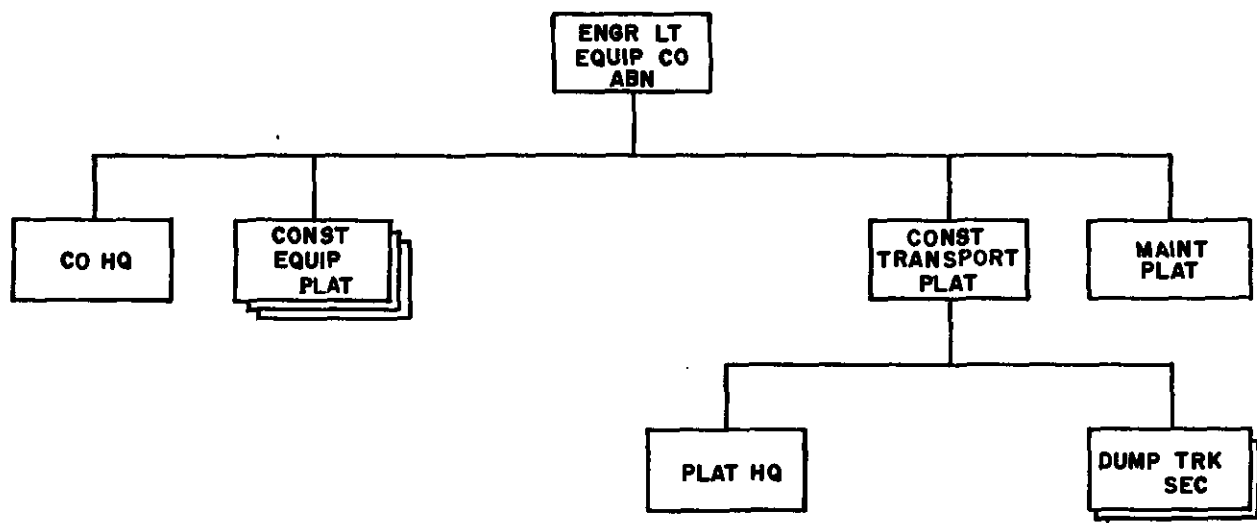 ENGR LT
EQUIP CO
ABN
CO HQ
CONST
EQUIP
PLAT
CONST
TRANSPORT
PLAT
MAINT
PLAT
PLAT HQ
DUMP TRK
SEC